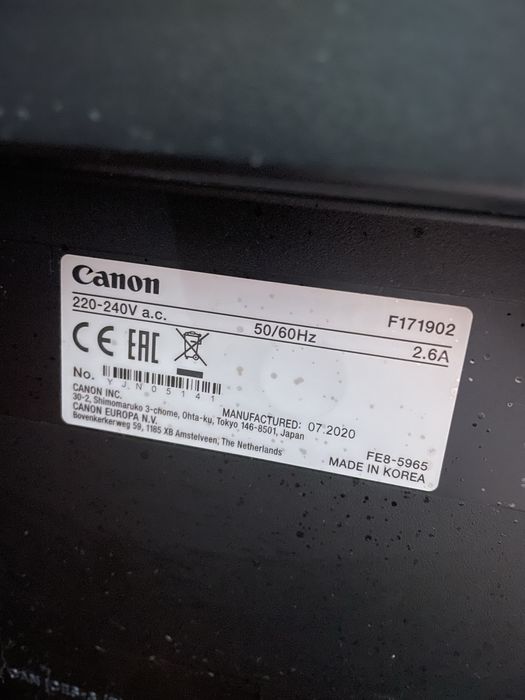 Canon
F171902
220-240V a.c. 50/60Hz 2.6A
CE EAC
No. YJN05141
MANUFACTURED: 07.2020
CANON INC.
30-2, Shimomaruko 3-chome, Ohta-ku, Tokyo 146-8501, Japan
CANON EUROPA N.V.
Bovenkerkerweg 59, 1185 XB Amstelveen, The Netherlands
FE8-5965
MADE IN KOREA